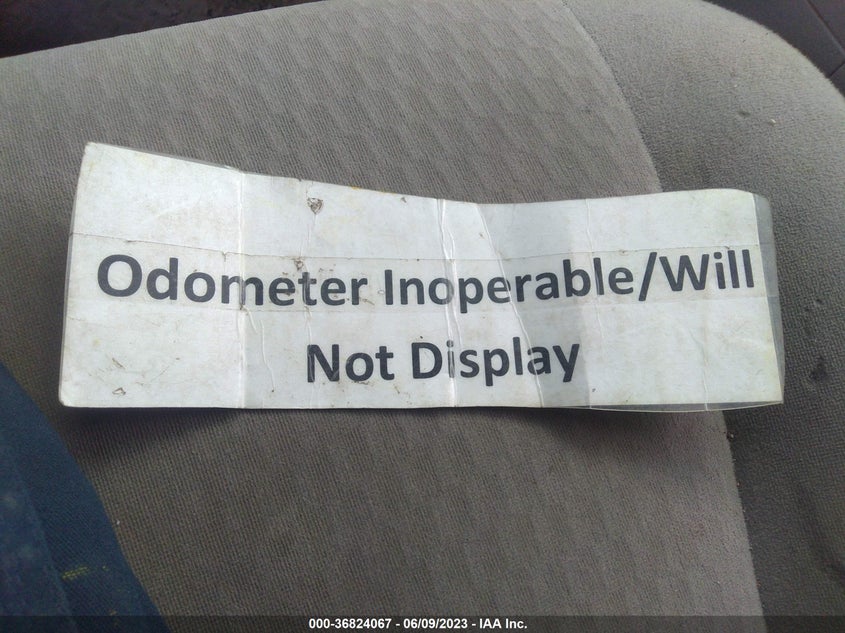 Odometer Inoperable/Will
Not Display
000-36824067 - 06/09/2023 - IAA Inc.